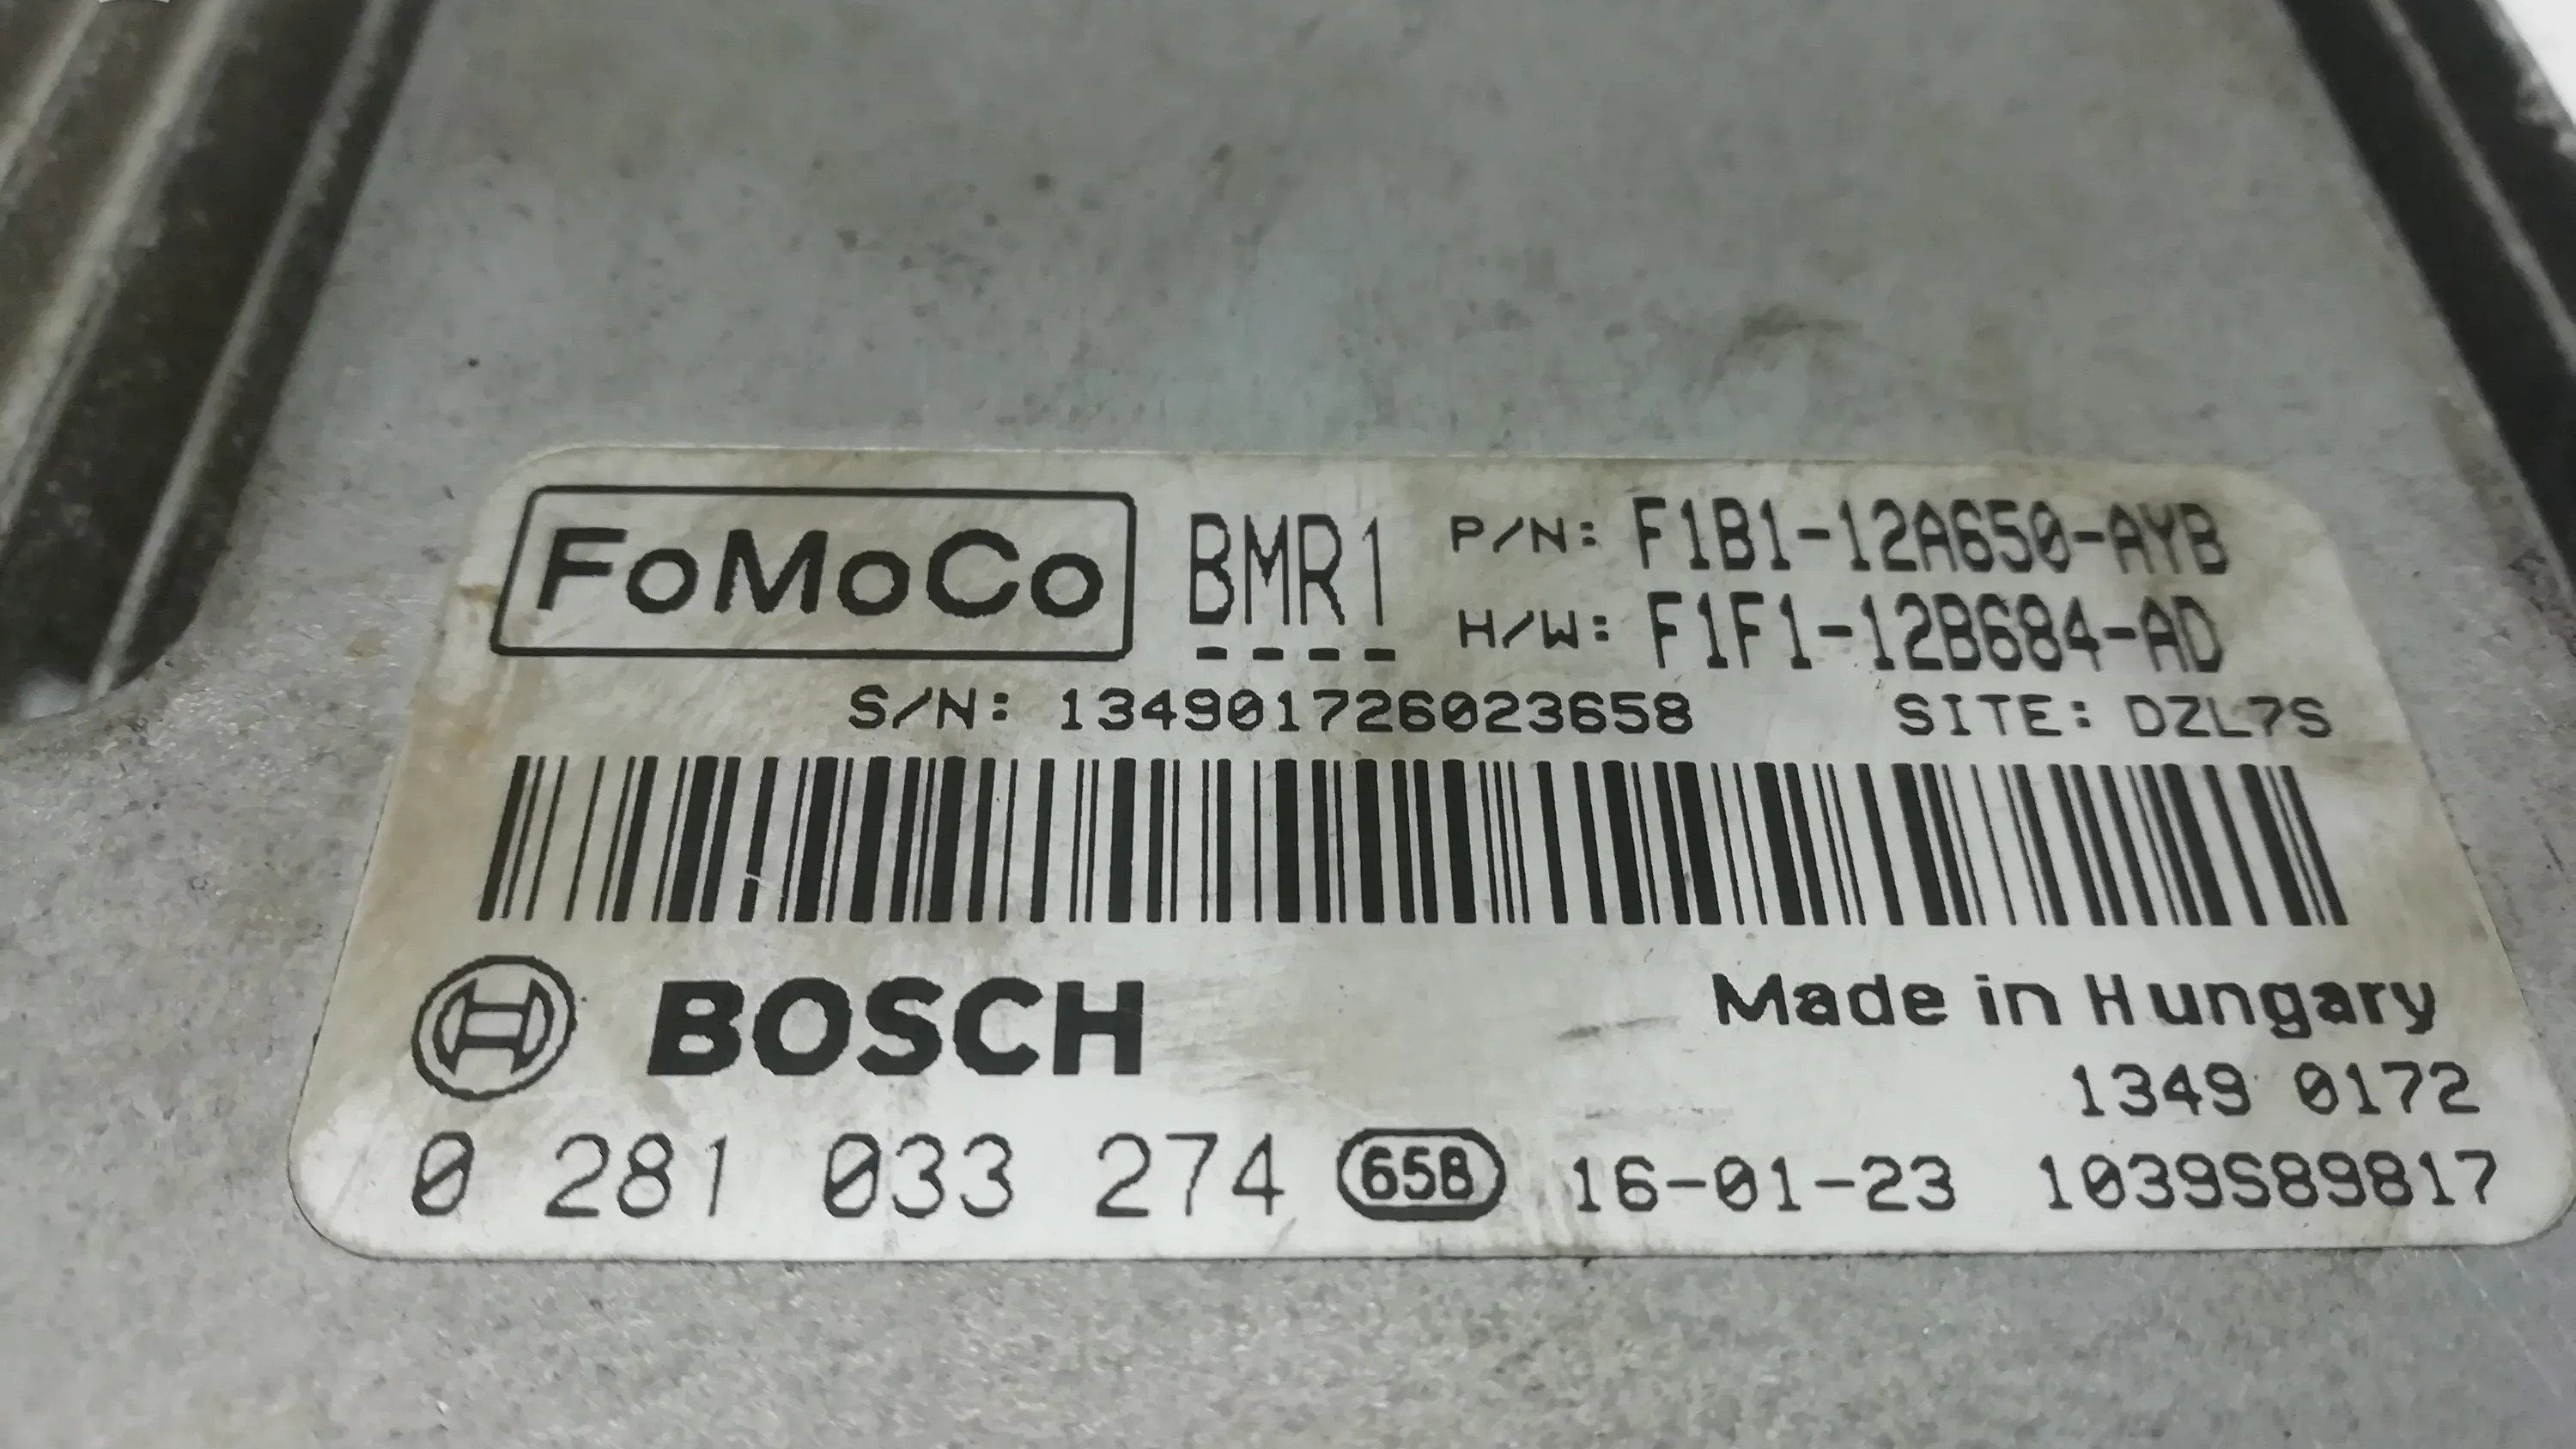 FoMoCo BMR1 P/N: F1B1-12A650-AYB
H/W: F1F1-12B684-AD
S/N: 134901726023658 SITE: DZL7S
BOSCH Made in Hungary
1349 0172
0 281 033 274 658 16-01-23 1039S89817